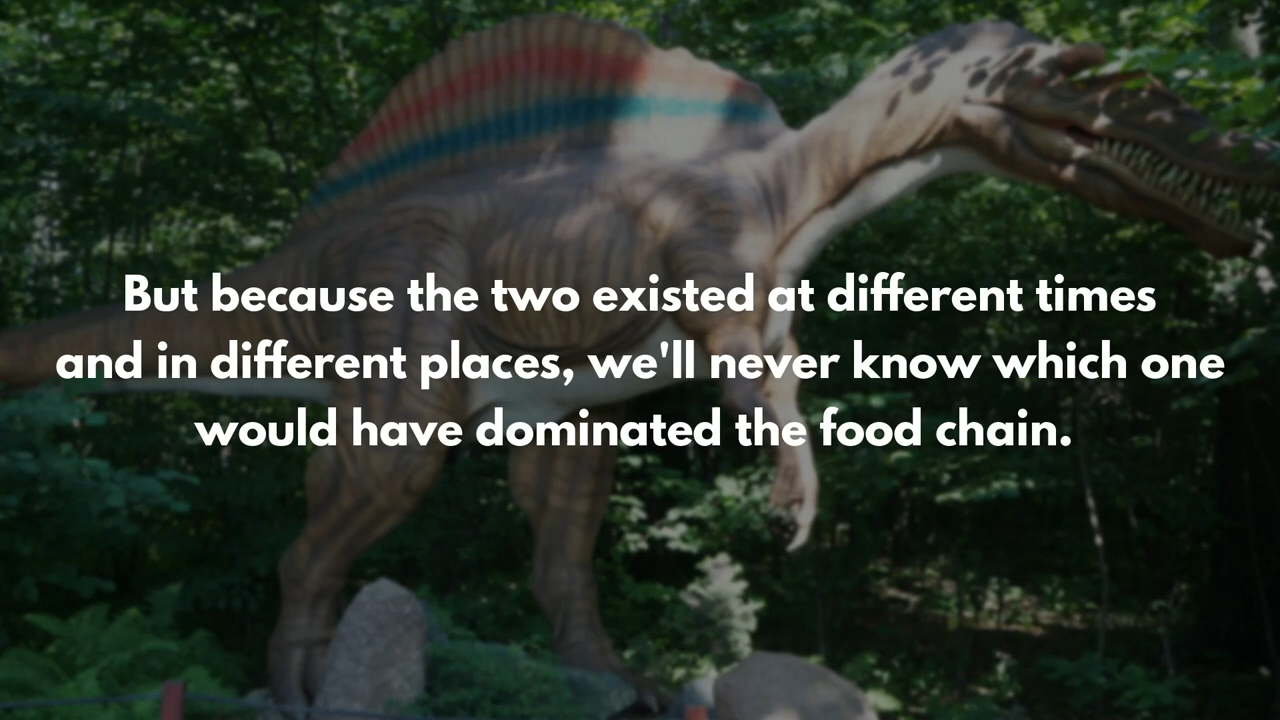 But because the two existed at different times
and in different places, we'll never know which one
would have dominated the food chain.